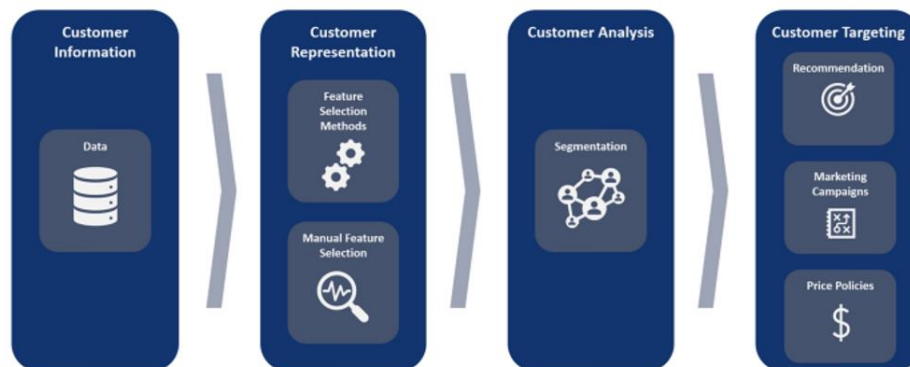 Customer
Information
Data
Customer
Representation
Feature
Selection
Methods
Manual Feature
Selection
Customer Analysis
Segmentation
Customer Targeting
Recommendation
Marketing
Campaigns
Price Policies